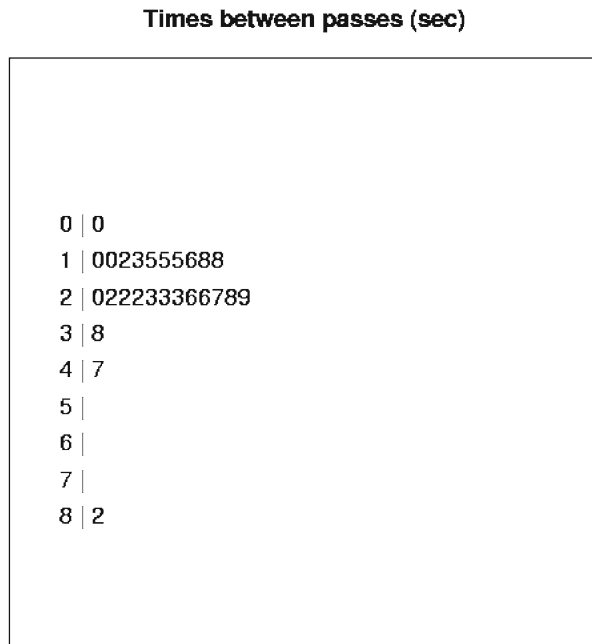 Times between passes (sec)
0 | 0
1 | 0023555688
2 | 022233366789
3 | 8
4 | 7
5 |
6 |
7 |
8 | 2